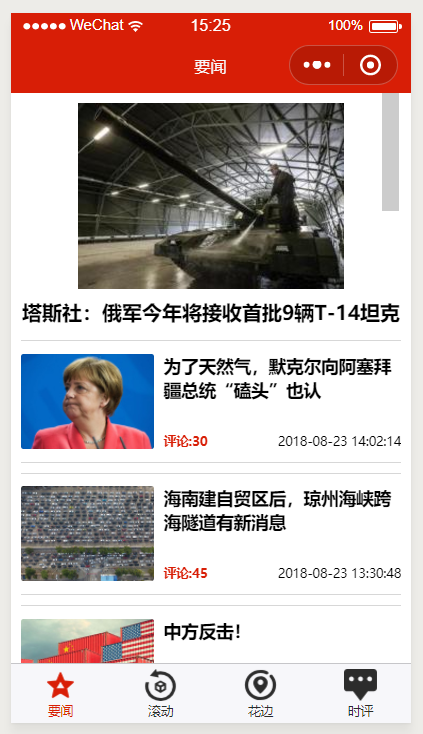 WeChat 15:25 100%
要闻
塔斯社：俄军今年将接收首批9辆T-14坦克
为了天然气，默克尔向阿塞拜
疆总统“磕头”也认
评论:30 2018-08-23 14:02:14
海南建自贸区后，琼州海峡跨
海隧道有新消息
评论:45 2018-08-23 13:30:48
中方反击！
要闻 滚动 花边 时评